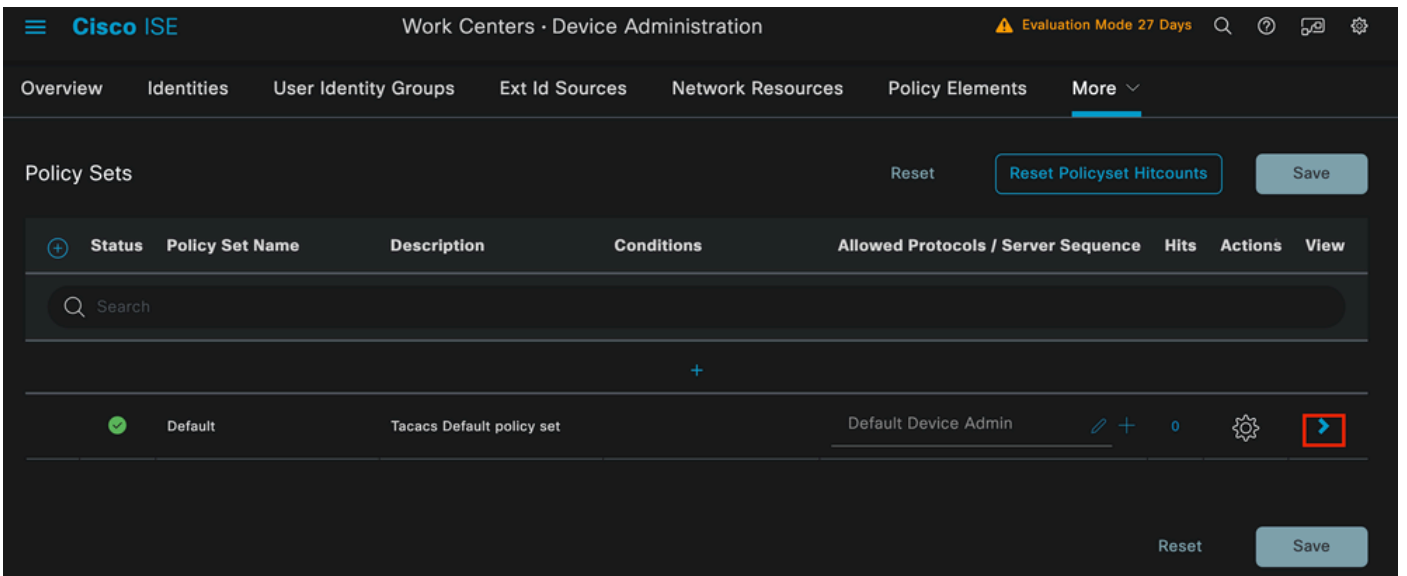 Cisco ISE
Work Centers · Device Administration
Evaluation Mode 27 Days
Overview Identities User Identity Groups Ext Id Sources Network Resources Policy Elements More
Policy Sets
Reset
Reset Policyset Hitcounts
Save
Status Policy Set Name Description Conditions Allowed Protocols / Server Sequence Hits Actions View
Search
+
Default Tacacs Default policy set Default Device Admin + 0
Reset
Save